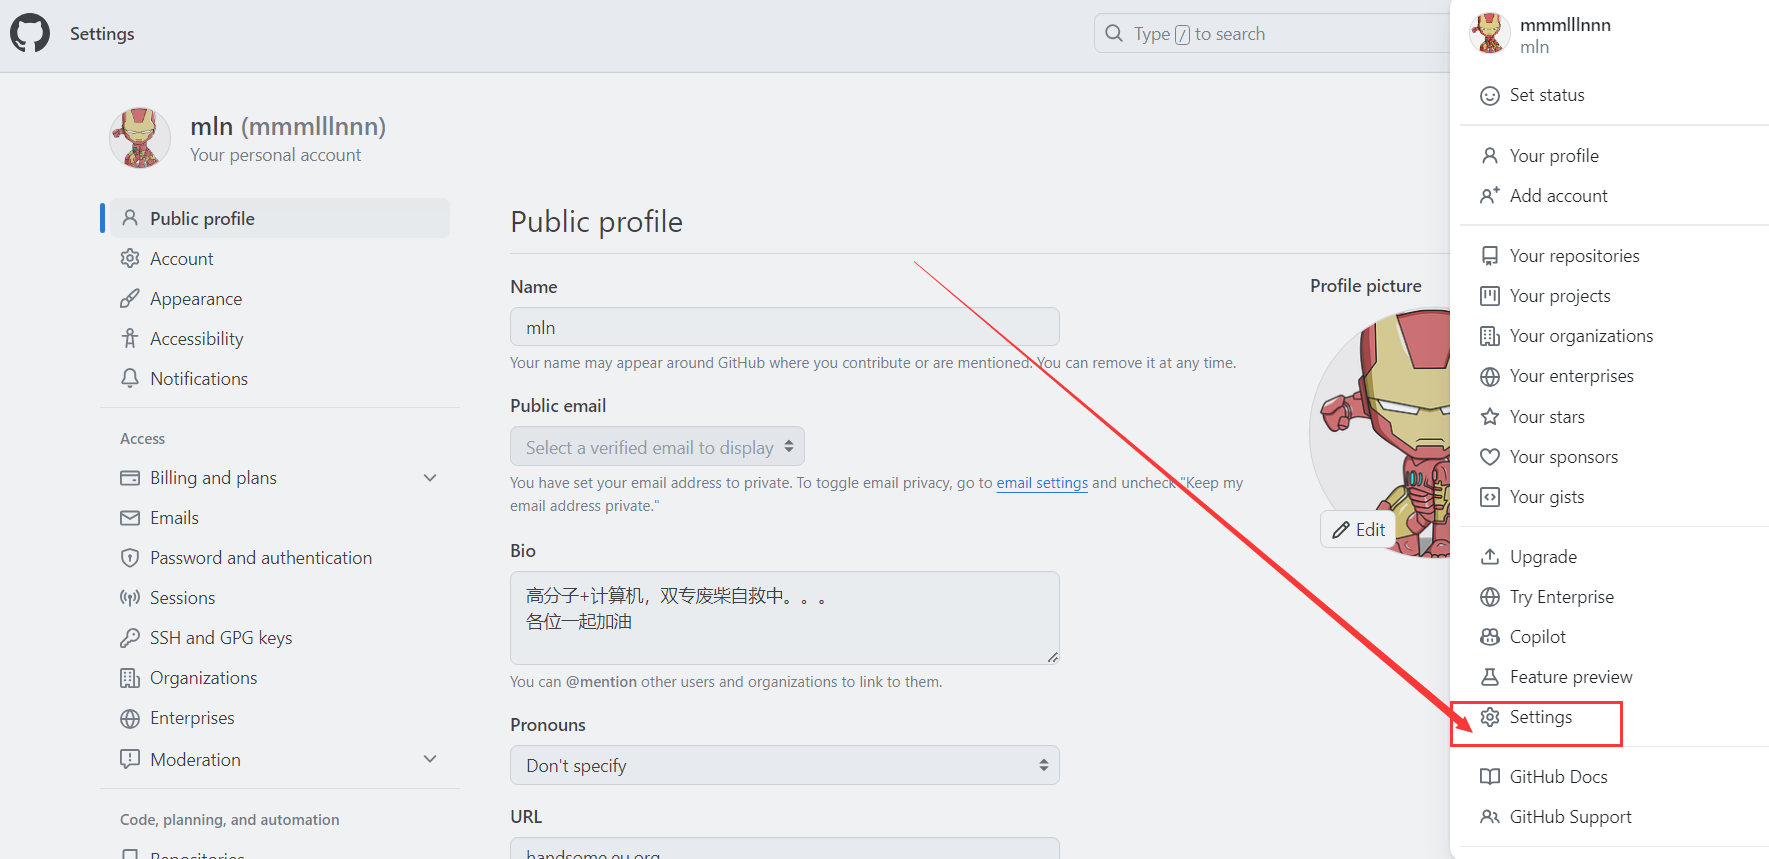 Settings
Type / to search
mln (mmmlllnnn)
Your personal account
Public profile
Account
Appearance
Accessibility
Notifications
Access
Billing and plans
Emails
Password and authentication
Sessions
SSH and GPG keys
Organizations
Enterprises
Moderation
Code, planning, and automation
Repositories
Public profile
Name
mln
Your name may appear around GitHub where you contribute or are mentioned. You can remove it at any time.
Public email
Select a verified email to display
You have set your email address to private. To toggle email privacy, go to email settings and uncheck "Keep my
email address private."
Bio
高分子+计算机，双专废柴自救中。。。
各位一起加油
You can @mention other users and organizations to link to them.
Pronouns
Don't specify
URL
handsome.eu.org
Profile picture
Edit
mmmlllnnn
mln
Set status
Your profile
Add account
Your repositories
Your projects
Your organizations
Your enterprises
Your stars
Your sponsors
Your gists
Upgrade
Try Enterprise
Copilot
Feature preview
Settings
GitHub Docs
GitHub Support